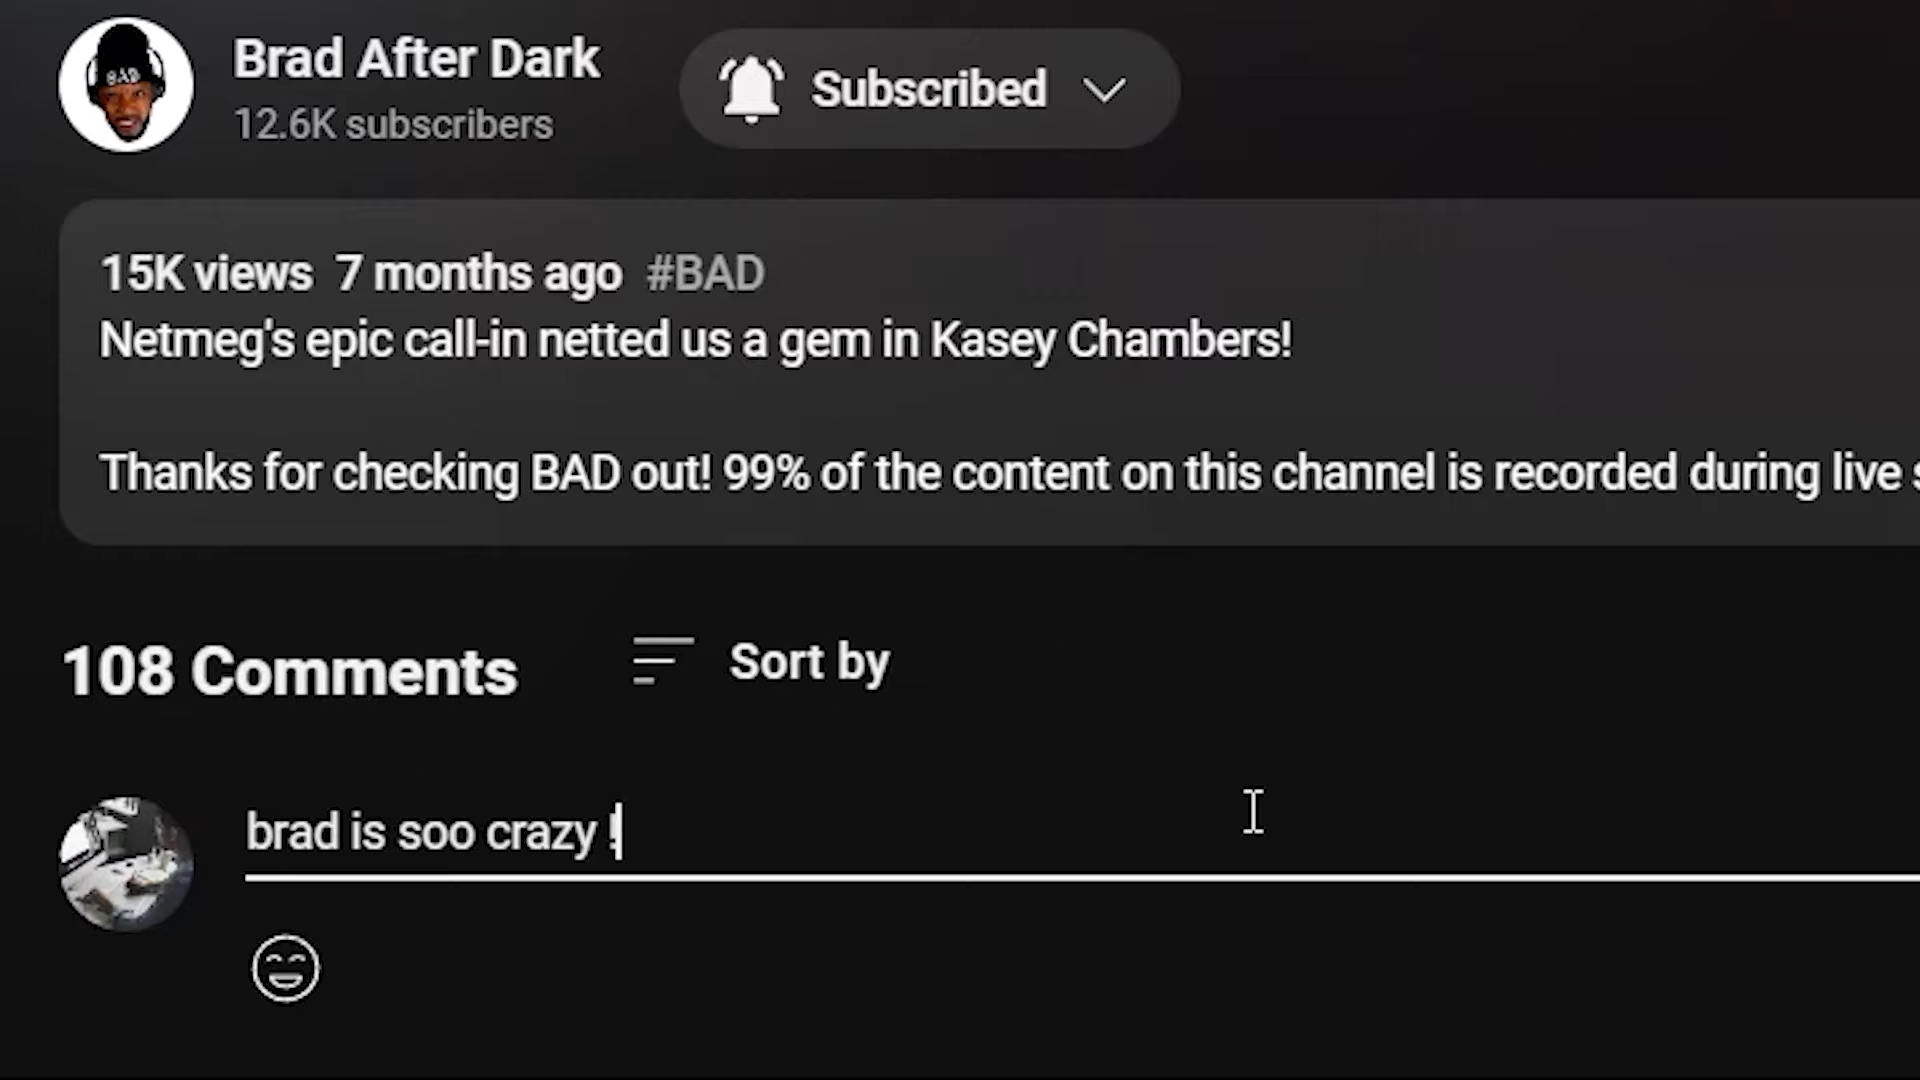 BAD
Brad After Dark
12.6K subscribers
Subscribed
15K views 7 months ago #BAD
Netmeg's epic call-in netted us a gem in Kasey Chambers!
Thanks for checking BAD out! 99% of the content on this channel is recorded during live
108 Comments
Sort by
brad is soo crazy !